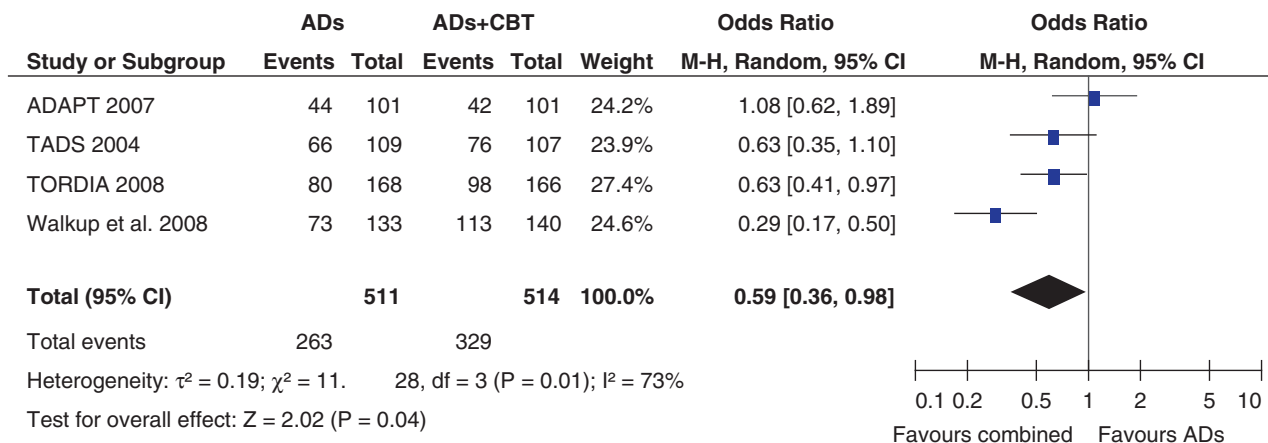 ADs ADs+CBT Odds Ratio Odds Ratio
Study or Subgroup Events Total Events Total Weight M-H, Random, 95% CI M-H, Random, 95% CI
ADAPT 2007 44 101 42 101 24.2% 1.08 [0.62, 1.89]
TADS 2004 66 109 76 107 23.9% 0.63 [0.35, 1.10]
TORDIA 2008 80 168 98 166 27.4% 0.63 [0.41, 0.97]
Walkup et al. 2008 73 133 113 140 24.6% 0.29 [0.17, 0.50]
Total (95% CI) 511 514 100.0% 0.59 [0.36, 0.98]
Total events 263 329
Heterogeneity: τ² = 0.19; χ² = 11. 28, df = 3 (P = 0.01); I² = 73%
Test for overall effect: Z = 2.02 (P = 0.04)
0.1 0.2 0.5 1 2 5 10
Favours combined Favours ADs